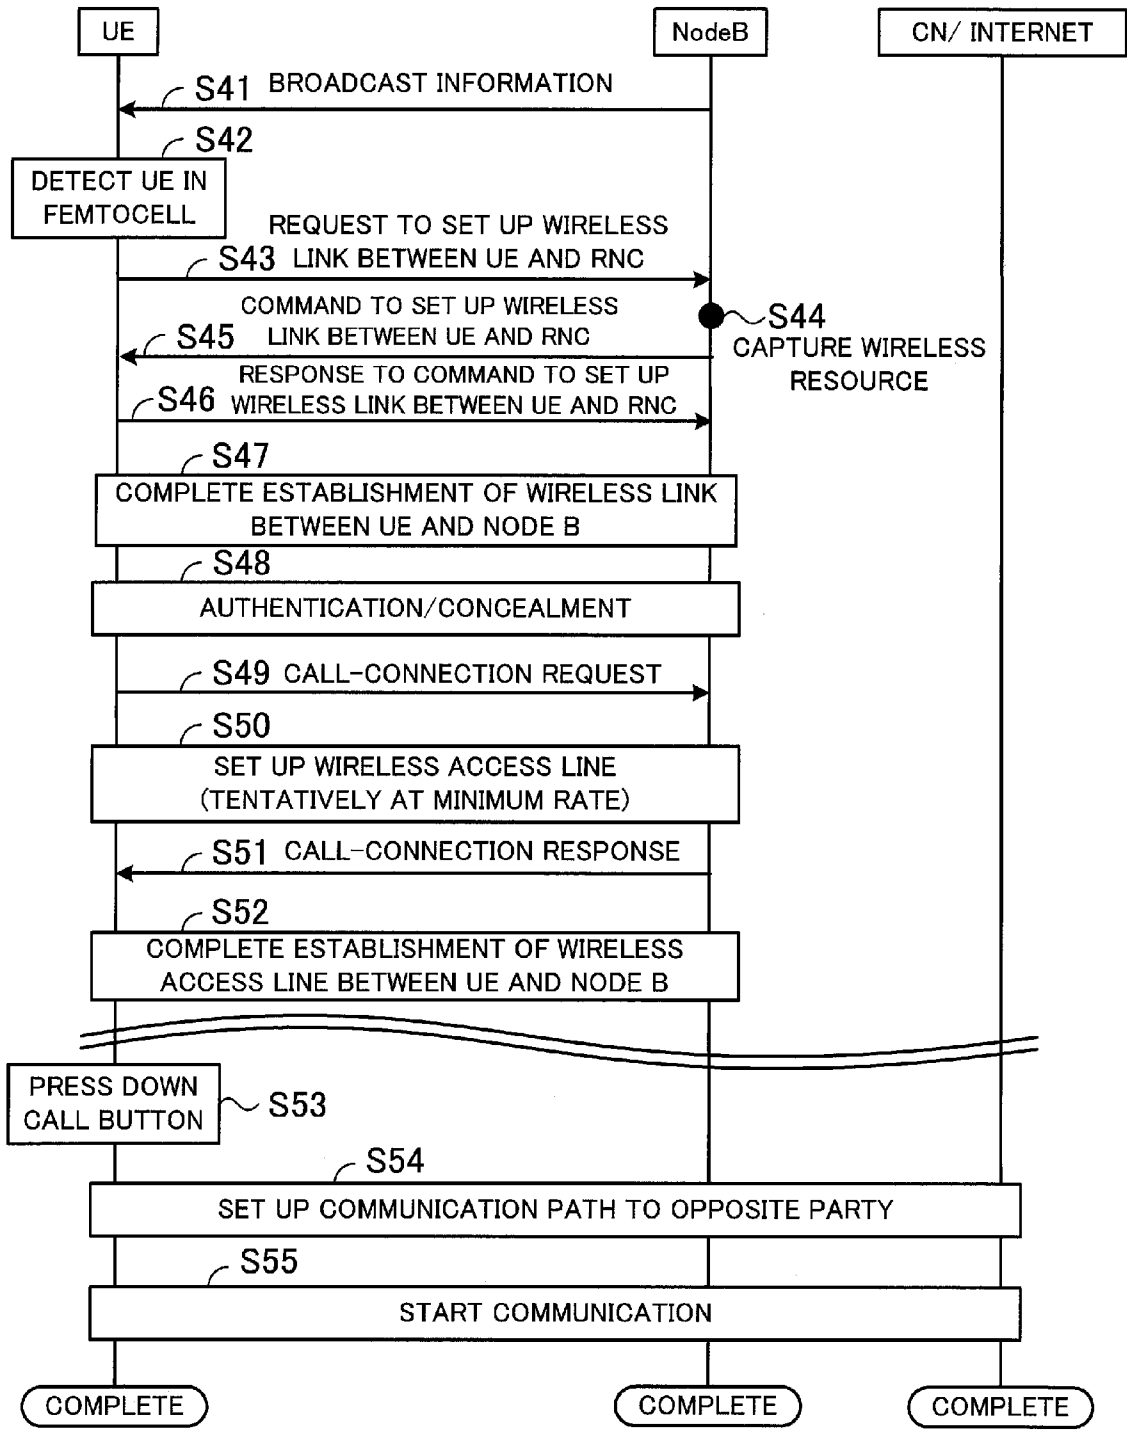 UE
NodeB
CN/ INTERNET
S41
BROADCAST INFORMATION
S42
DETECT UE IN
FEMTOCELL
REQUEST TO SET UP WIRELESS
S43
LINK BETWEEN UE AND RNC
S44
CAPTURE WIRELESS
RESOURCE
COMMAND TO SET UP WIRELESS
S45
LINK BETWEEN UE AND RNC
RESPONSE TO COMMAND TO SET UP
S46
WIRELESS LINK BETWEEN UE AND RNC
S47
COMPLETE ESTABLISHMENT OF WIRELESS LINK
BETWEEN UE AND NODE B
S48
AUTHENTICATION/CONCEALMENT
S49
CALL-CONNECTION REQUEST
S50
SET UP WIRELESS ACCESS LINE
(TENTATIVELY AT MINIMUM RATE)
S51
CALL-CONNECTION RESPONSE
S52
COMPLETE ESTABLISHMENT OF WIRELESS
ACCESS LINE BETWEEN UE AND NODE B
PRESS DOWN
CALL BUTTON
S53
S54
SET UP COMMUNICATION PATH TO OPPOSITE PARTY
S55
START COMMUNICATION
COMPLETE
COMPLETE
COMPLETE